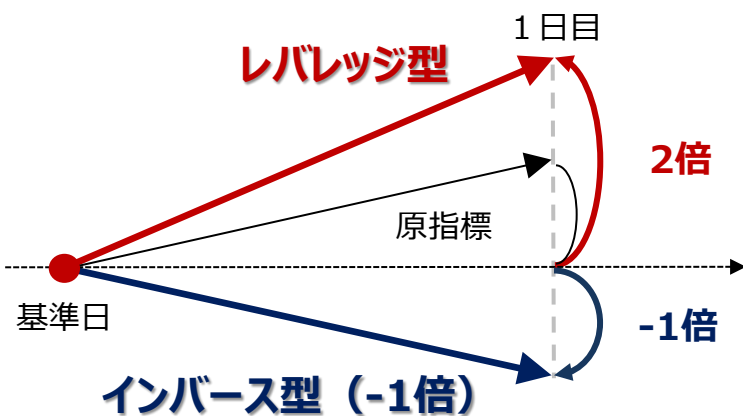 １日目
レバレッジ型
2倍
原指標
基準日
-1倍
インバース型（-1倍）